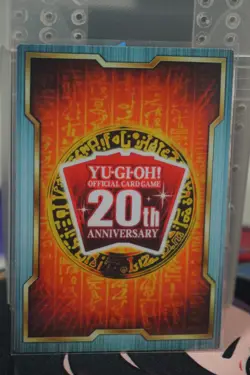 YU-GI-OH!
OFFICIAL CARD GAME
20th
ANNIVERSARY